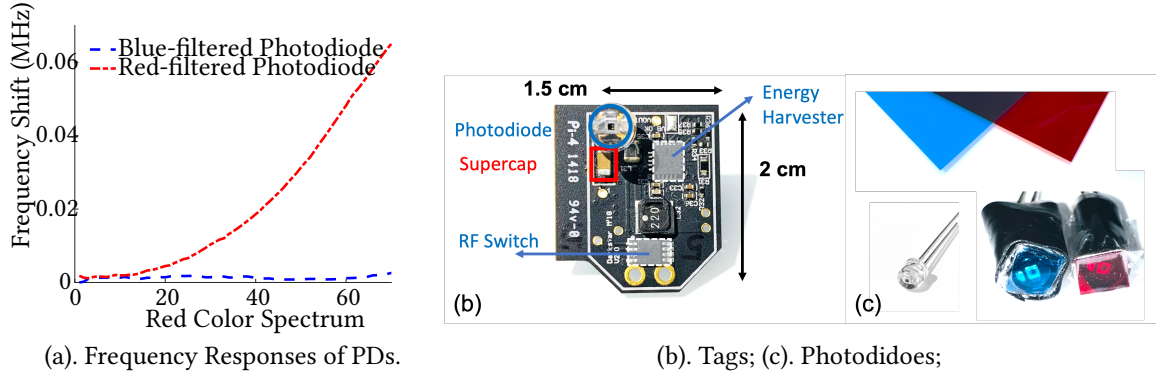 Frequency Shift (MHz)
0.06
0.04
0.02
0
Blue-filtered Photodiode
Red-filtered Photodiode
0
20
40
60
Red Color Spectrum
(a). Frequency Responses of PDs.
1.5 cm
Photodiode
Supercap
RF Switch
Energy
Harvester
2 cm
Pi-4 1418 94v-0
220
(b)
(c)
(b). Tags; (c). Photodidoes;